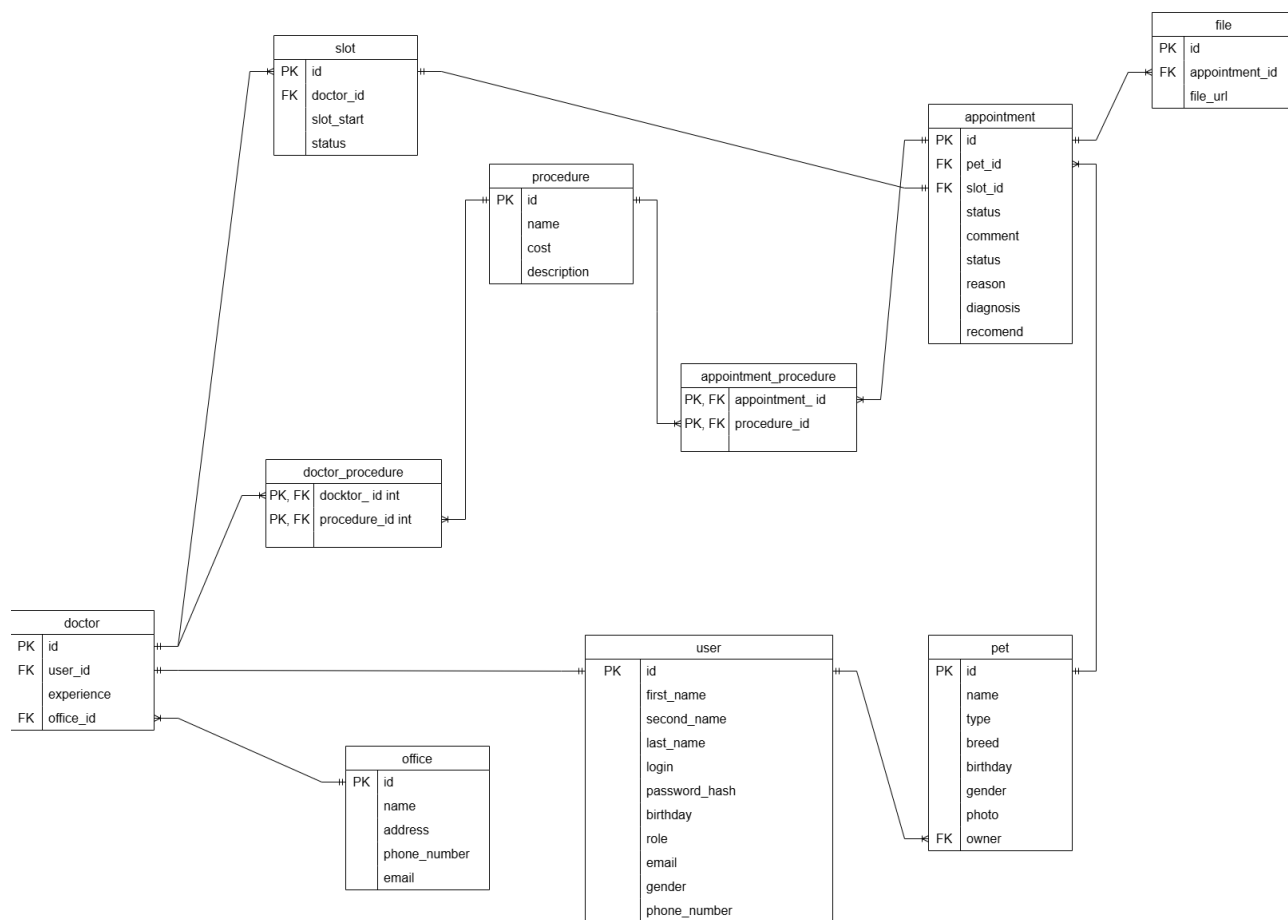 file
PK id
FK appointment_id
file_url
slot
PK id
FK doctor_id
slot_start
status
appointment
PK id
FK pet_id
FK slot_id
status
comment
status
reason
diagnosis
recomend
procedure
PK id
name
cost
description
appointment_procedure
PK, FK appointment_ id
PK, FK procedure_id
doctor_procedure
PK, FK docktor_ id int
PK, FK procedure_id int
doctor
PK id
FK user_id
experience
FK office_id
user
PK id
first_name
second_name
last_name
login
password_hash
birthday
role
email
gender
phone_number
pet
PK id
name
type
breed
birthday
gender
photo
FK owner
office
PK id
name
address
phone_number
email